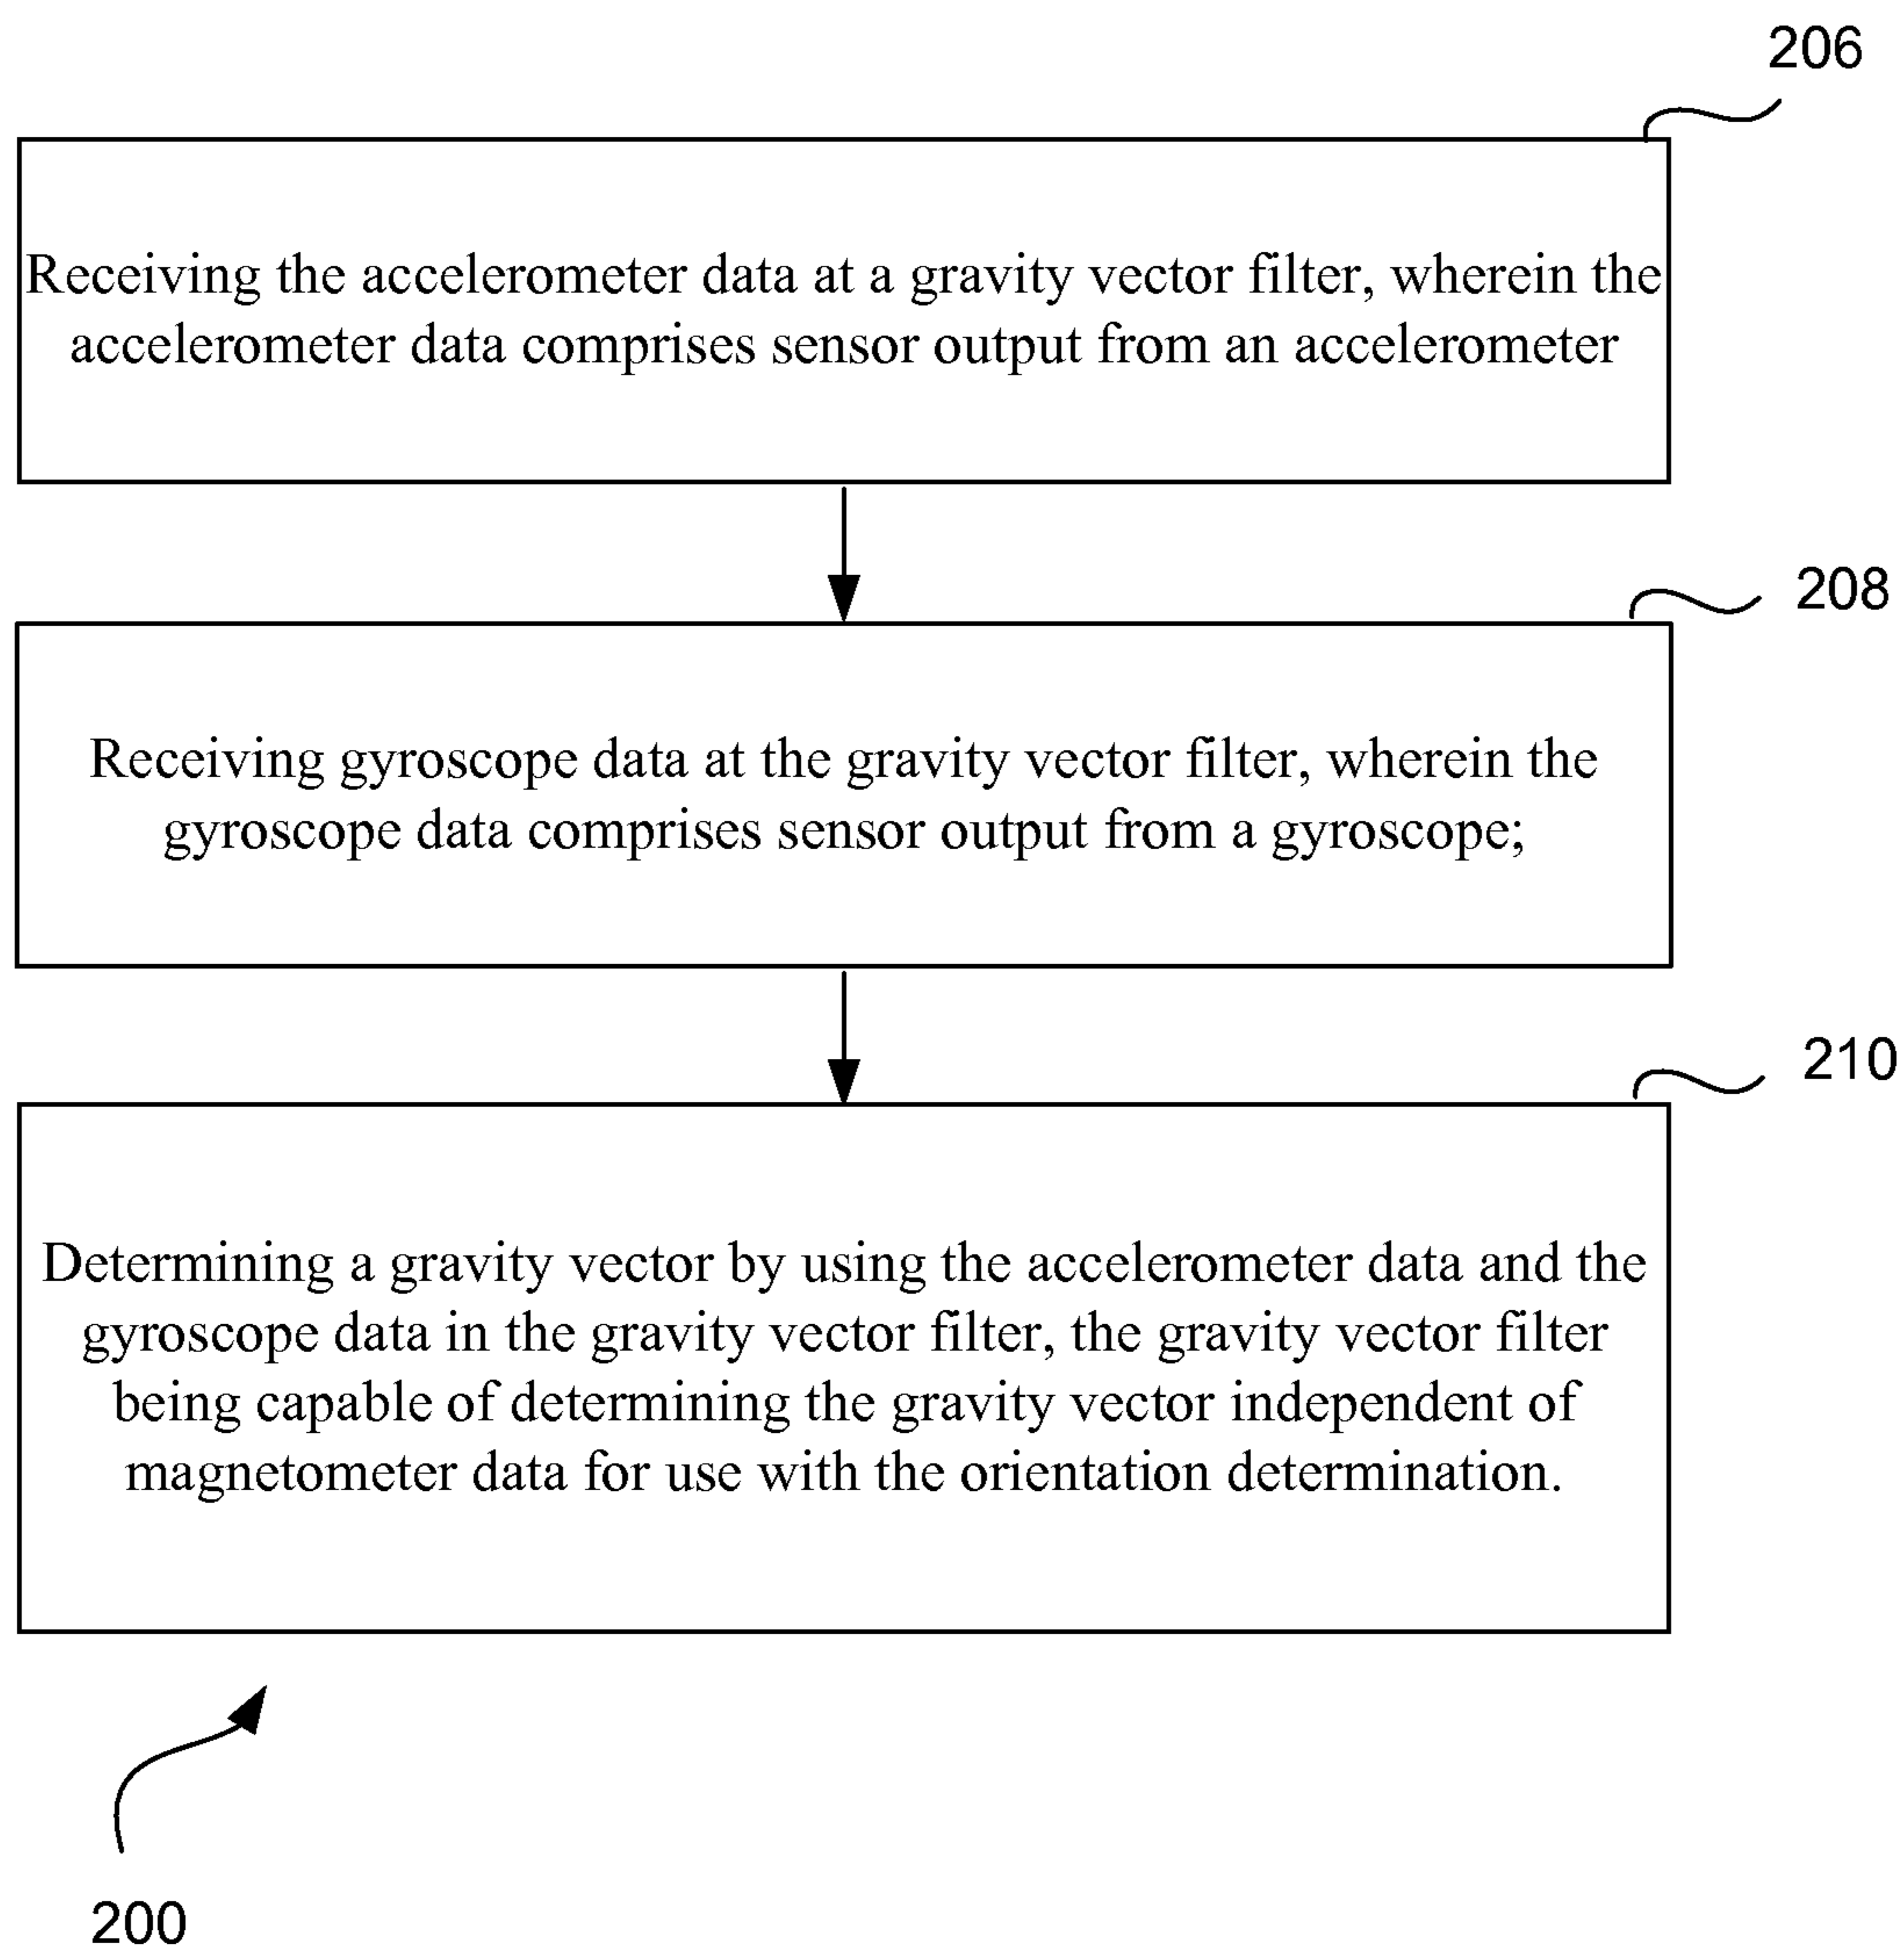 206
Receiving the accelerometer data at a gravity vector filter, wherein the
accelerometer data comprises sensor output from an accelerometer
208
Receiving gyroscope data at the gravity vector filter, wherein the
gyroscope data comprises sensor output from a gyroscope;
210
Determining a gravity vector by using the accelerometer data and the
gyroscope data in the gravity vector filter, the gravity vector filter
being capable of determining the gravity vector independent of
magnetometer data for use with the orientation determination.
200